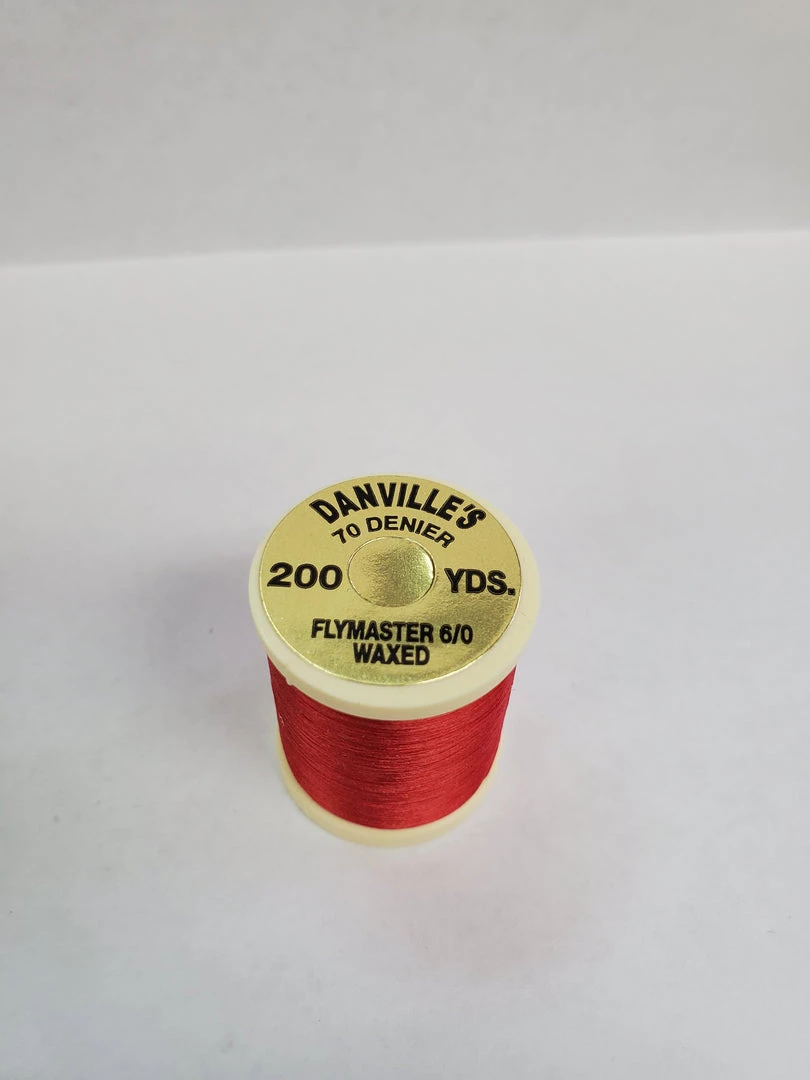 DANVILLE'S
70 DENIER
200 YDS.
FLYMASTER 6/0
WAXED